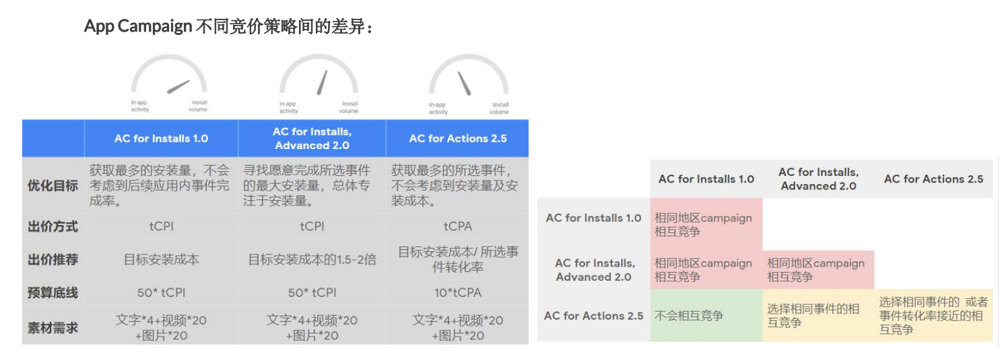 App Campaign 不同竞价策略间的差异：
In-app
activity
Install
volume
In-app
activity
Install
volume
In-app
activity
Install
volume
AC for Installs 1.0
AC for Installs,
Advanced 2.0
AC for Actions 2.5
优化目标
获取最多的安装量，不会
考虑到后续应用内事件完
成率。
寻找愿意完成所选事件
的最大安装量，总体专
注于安装量。
获取最多的所选事件，
不会考虑到安装量及安
装成本。
出价方式
tCPI
tCPI
tCPA
出价推荐
目标安装成本
目标安装成本的1.5-2倍
目标安装成本/ 所选事
件转化率
预算底线
50* tCPI
50* tCPI
10*tCPA
素材需求
文字*4+视频*20
+图片*20
文字*4+视频*20
+图片*20
文字*4+视频*20
+图片*20
AC for Installs 1.0
AC for Installs,
Advanced 2.0
AC for Actions 2.5
AC for Installs 1.0
相同地区campaign
相互竞争
AC for Installs,
Advanced 2.0
相同地区campaign
相互竞争
相同地区campaign
相互竞争
AC for Actions 2.5
不会相互竞争
选择相同事件的相
互竞争
选择相同事件的 或者
事件转化率接近的相
互竞争